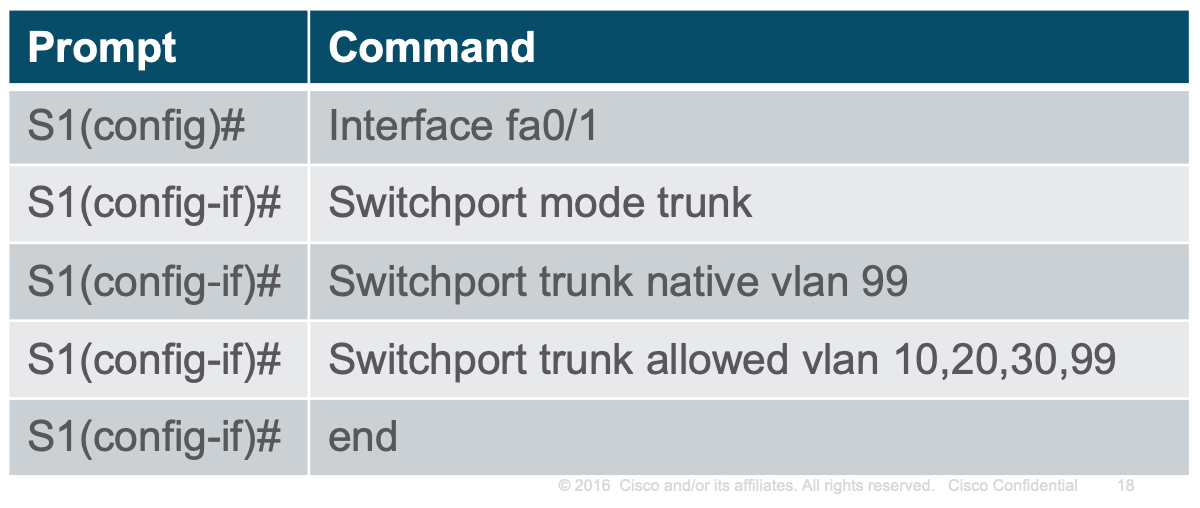 Prompt Command
S1(config)# Interface fa0/1
S1(config-if)# Switchport mode trunk
S1(config-if)# Switchport trunk native vlan 99
S1(config-if)# Switchport trunk allowed vlan 10,20,30,99
S1(config-if)# end
© 2016 Cisco and/or its affiliates. All rights reserved. Cisco Confidential 18